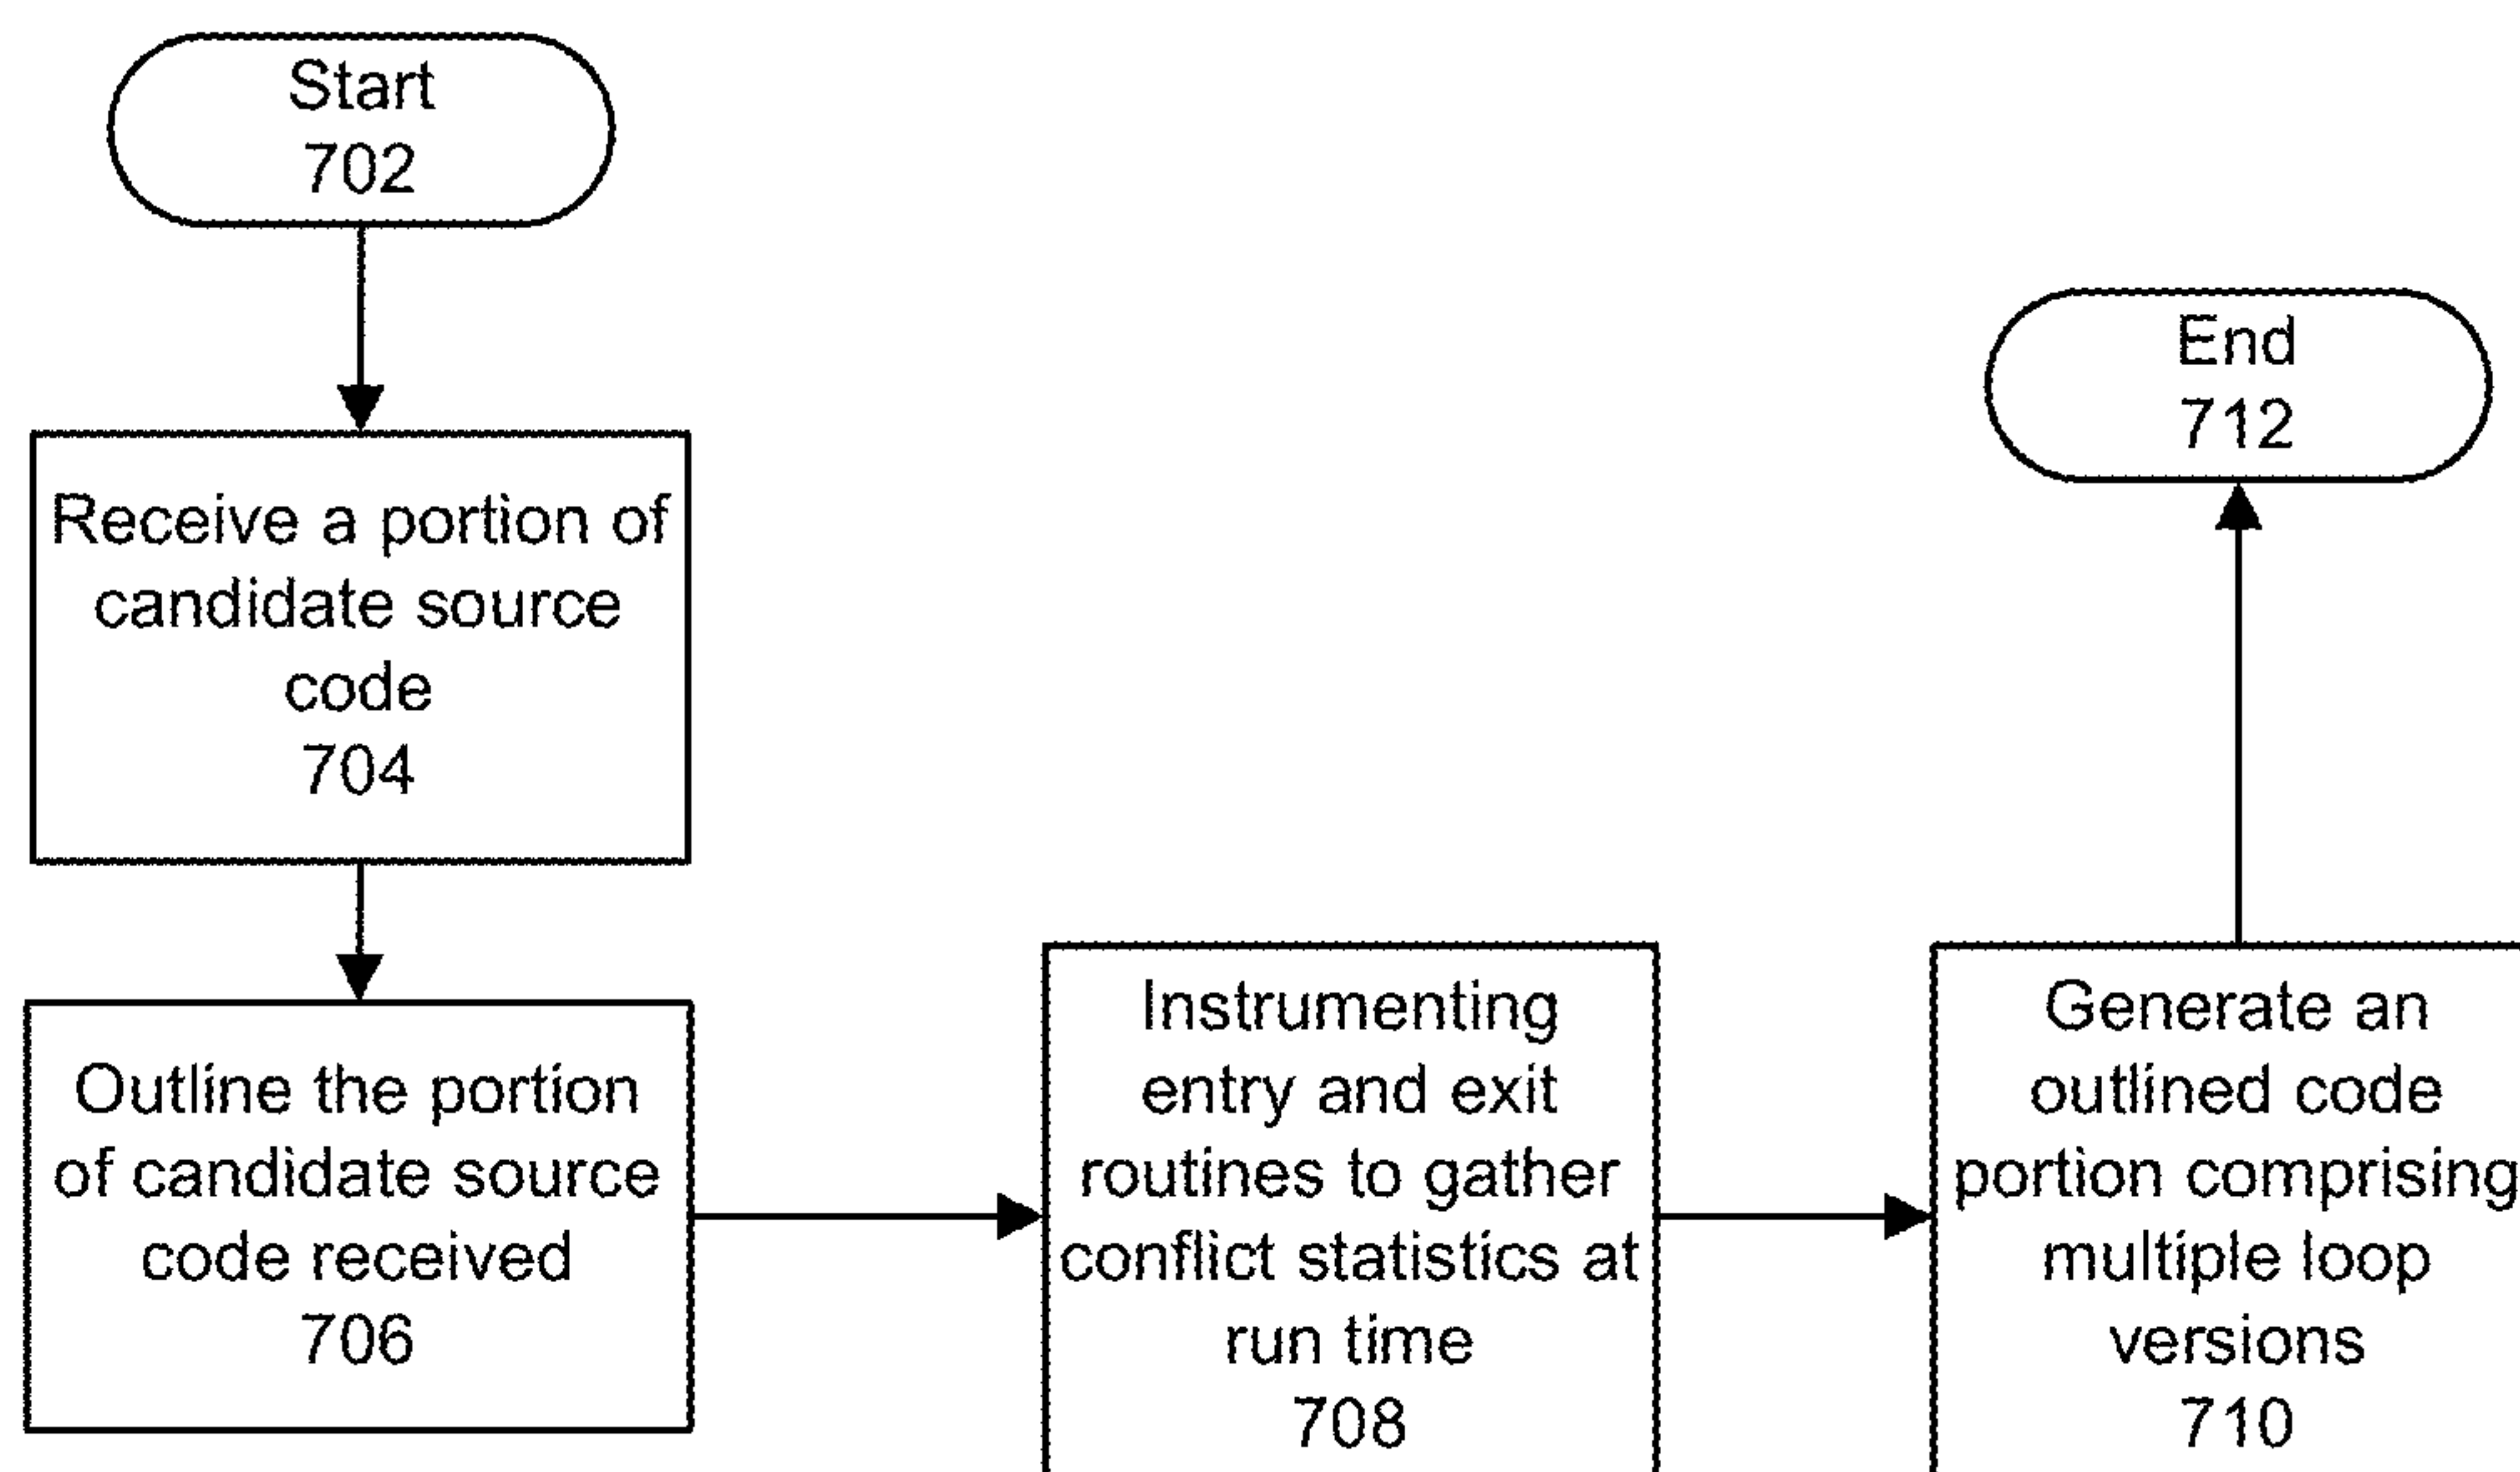 Start
702
Receive a portion of
candidate source
code
704
Outline the portion
of candidate source
code received
706
Instrumenting
entry and exit
routines to gather
conflict statistics at
run time
708
Generate an
outlined code
portion comprising
multiple loop
versions
710
End
712